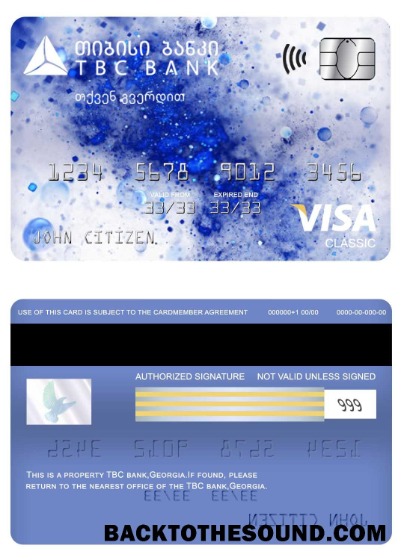 თიბისი ბანკი
TBC BANK
თქვენ გვერდით
1234 5678 9012 3456
VALID FROM EXPIRED END
33/33 33/33
JOHN CITIZEN
VISA
CLASSIC
USE OF THIS CARD IS SUBJECT TO THE CARDMEMBER AGREEMENT 000000+1 00/00 0000-00-000-00
AUTHORIZED SIGNATURE NOT VALID UNLESS SIGNED
999
THIS IS A PROPERTY TBC BANK,GEORGIA.IF FOUND, PLEASE
RETURN TO THE NEAREST OFFICE OF THE TBC BANK,GEORGIA.
BACKTOTHESOUND.COM